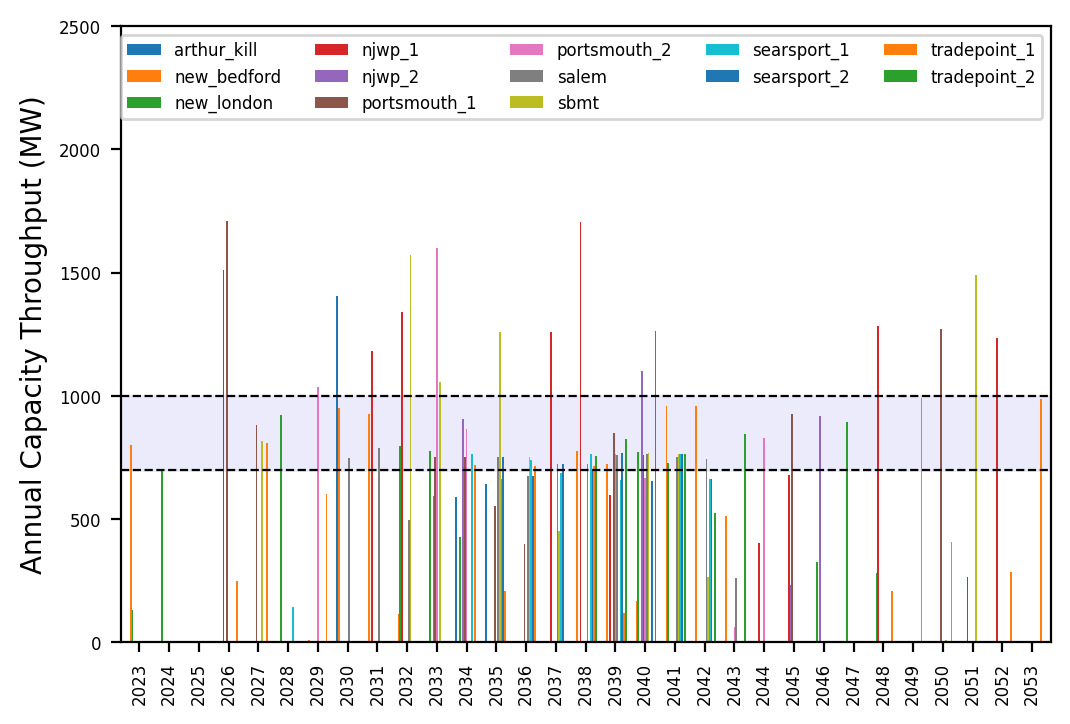 2500
2000
1500
1000
500
0
Annual Capacity Throughput (MW)
arthur_kill njwp_1 portsmouth_2 searsport_1 tradepoint_1
new_bedford njwp_2 salem searsport_2 tradepoint_2
new_london portsmouth_1 sbmt
2023 2024 2025 2026 2027 2028 2029 2030 2031 2032 2033 2034 2035 2036 2037 2038 2039 2040 2041 2042 2043 2044 2045 2046 2047 2048 2049 2050 2051 2052 2053